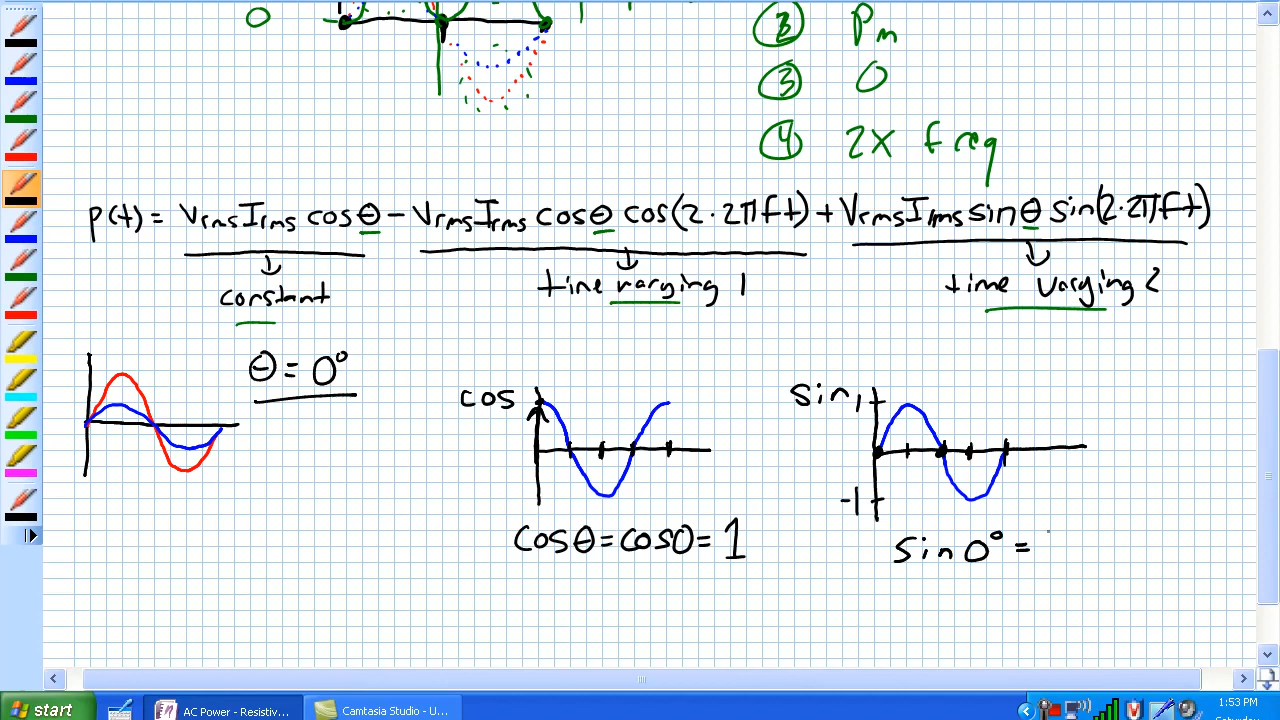 0
② Pm
③ 0
④ 2X freq
p(t) = VrmsIrms cosθ - VrmsIrms cosθ cos(2·2πft) + VrmsIrms sinθ sin(2·2πft)
constant
time varying 1
time varying 2
θ = 0°
cos
sin 1
-1
cosθ = cos0 = 1
sin 0° =
start
AC Power - Resistiv...
Camtasia Studio - U...
1:53 PM